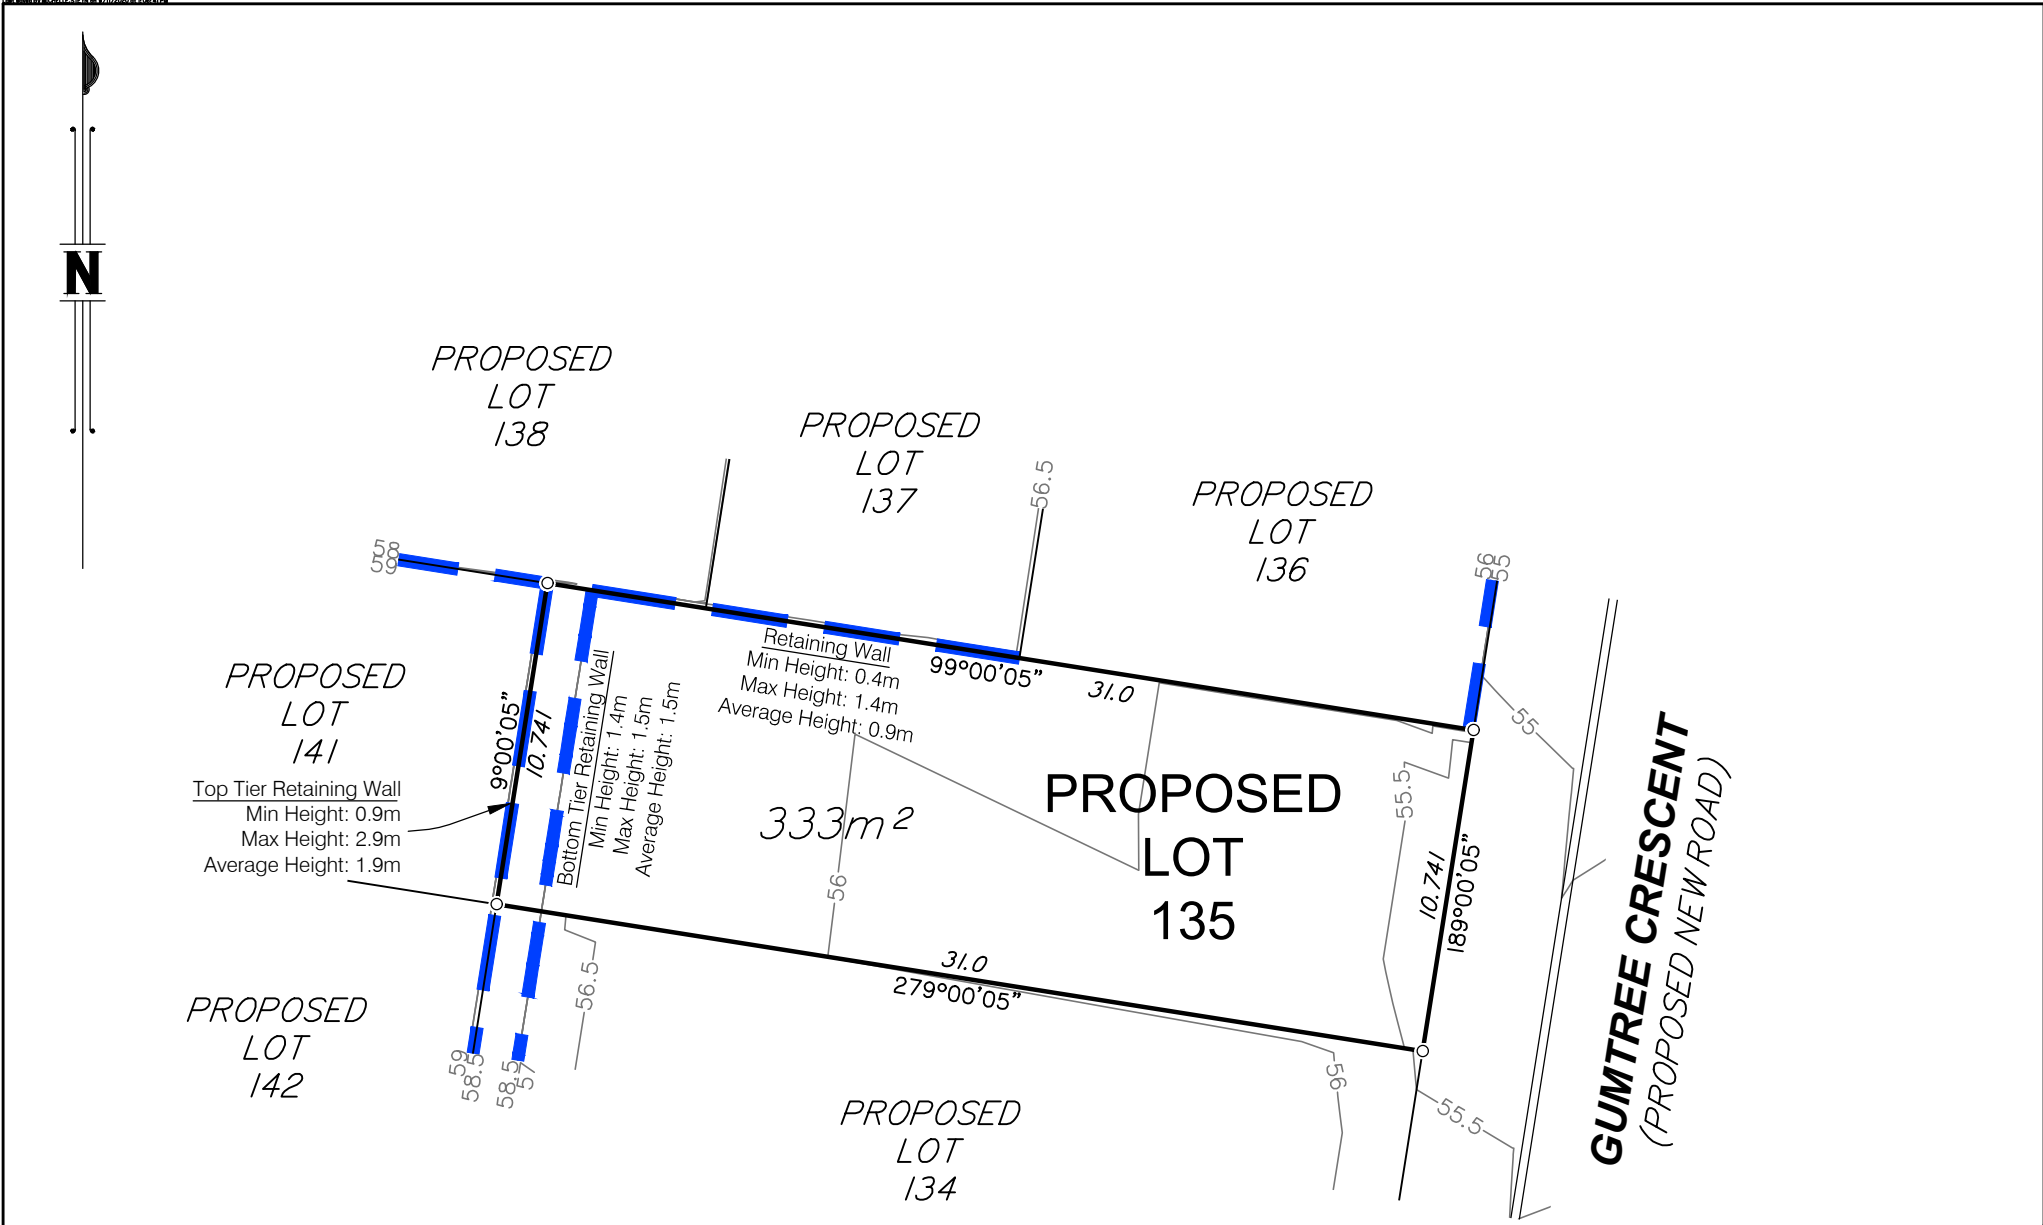 N
PROPOSED
LOT
138
PROPOSED
LOT
137
56.5
PROPOSED
LOT
136
58
59
56
55
Retaining Wall
Min Height: 0.4m
Max Height: 1.4m
Average Height: 0.9m
99°00'05"
31.0
55
PROPOSED
LOT
141
9°00'05"
10.741
Bottom Tier Retaining Wall
Min Height: 1.4m
Max Height: 1.5m
Average Height: 1.5m
Top Tier Retaining Wall
Min Height: 0.9m
Max Height: 2.9m
Average Height: 1.9m
333m²
56
PROPOSED
LOT
135
55.5
10.741
189°00'05"
GUMTREE CRESCENT
(PROPOSED NEW ROAD)
31.0
279°00'05"
56.5
PROPOSED
LOT
142
59
58.5
58.5
57
56
55.5
PROPOSED
LOT
134